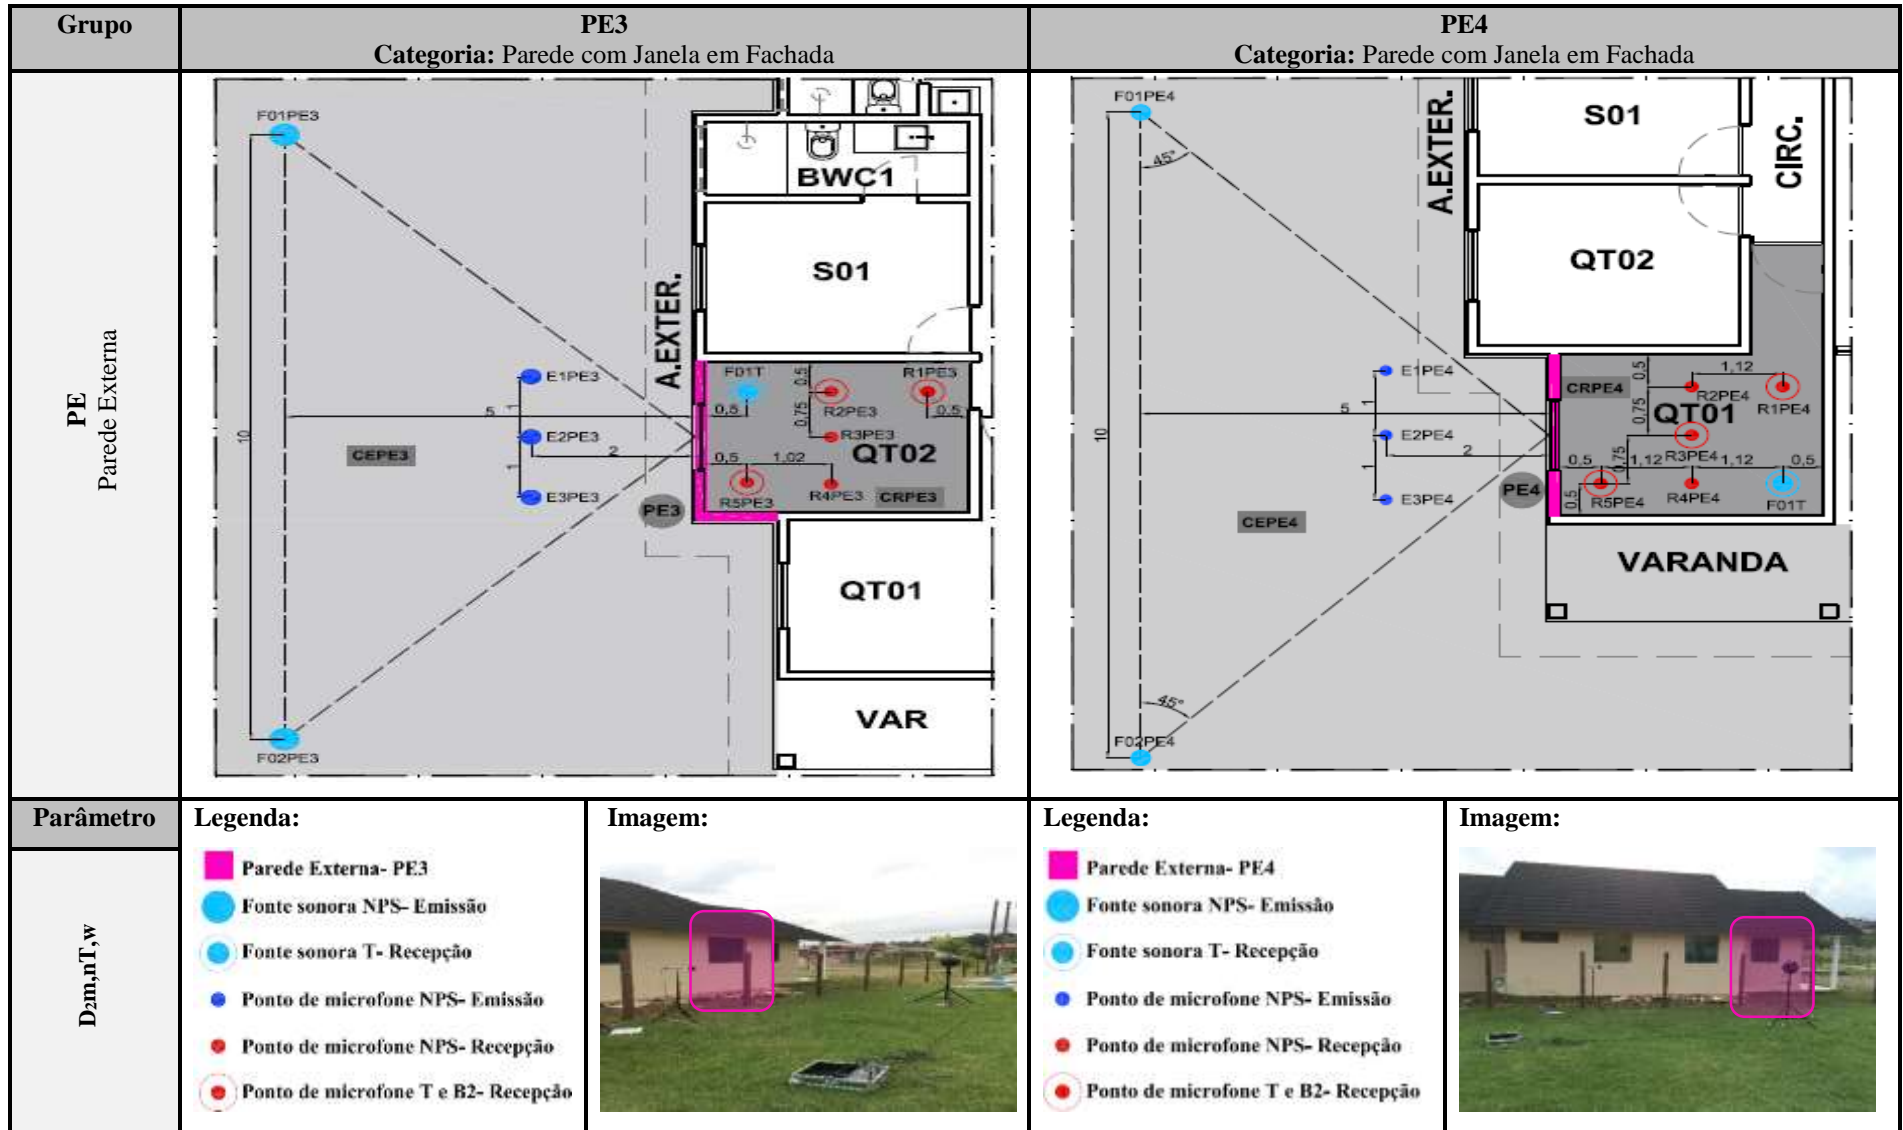 Grupo
PE3
Categoria: Parede com Janela em Fachada
PE4
Categoria: Parede com Janela em Fachada
PE
Parede Externa
F01PE3
10
F02PE3
CEPE3
5
E1PE3
1
E2PE3
2
1
E3PE3
PE3
A.EXTER.
BWC1
S01
F01T
0,5
0,5
R2PE3
R1PE3
0,5
0,75
R3PE3
QT02
0,5
1,02
R5PE3
R4PE3
CRPE3
QT01
VAR
F01PE4
45°
10
45°
F02PE4
CEPE4
5
E1PE4
1
E2PE4
2
1
E3PE4
PE4
A.EXTER.
S01
CIRC.
QT02
CRPE4
0,5
1,12
R2PE4
R1PE4
0,75
QT01
R3PE4
0,5
1,12
0,75
1,12
0,5
0,5
R5PE4
R4PE4
F01T
VARANDA
Parâmetro
D2m,nT,w
Legenda:
Parede Externa- PE3
Fonte sonora NPS- Emissão
Fonte sonora T- Recepção
Ponto de microfone NPS- Emissão
Ponto de microfone NPS- Recepção
Ponto de microfone T e B2- Recepção
Imagem:
Legenda:
Parede Externa- PE4
Fonte sonora NPS- Emissão
Fonte sonora T- Recepção
Ponto de microfone NPS- Emissão
Ponto de microfone NPS- Recepção
Ponto de microfone T e B2- Recepção
Imagem: